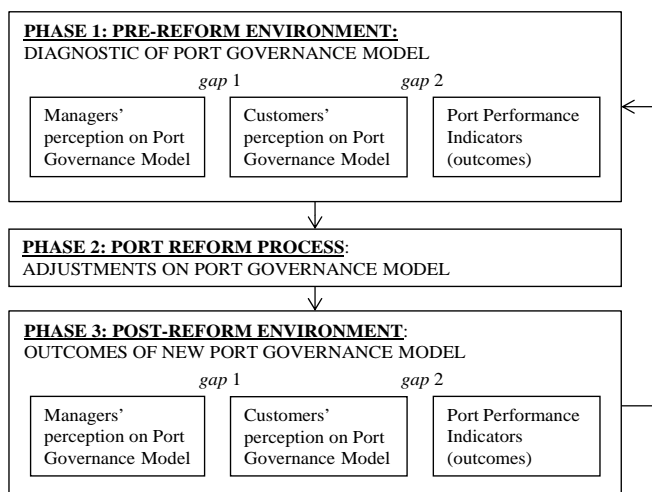 PHASE 1: PRE-REFORM ENVIRONMENT:
DIAGNOSTIC OF PORT GOVERNANCE MODEL
gap 1
gap 2
Managers'
perception on Port
Governance Model
Customers'
perception on Port
Governance Model
Port Performance
Indicators
(outcomes)
PHASE 2: PORT REFORM PROCESS:
ADJUSTMENTS ON PORT GOVERNANCE MODEL
PHASE 3: POST-REFORM ENVIRONMENT:
OUTCOMES OF NEW PORT GOVERNANCE MODEL
gap 1
gap 2
Managers'
perception on Port
Governance Model
Customers'
perception on Port
Governance Model
Port Performance
Indicators
(outcomes)